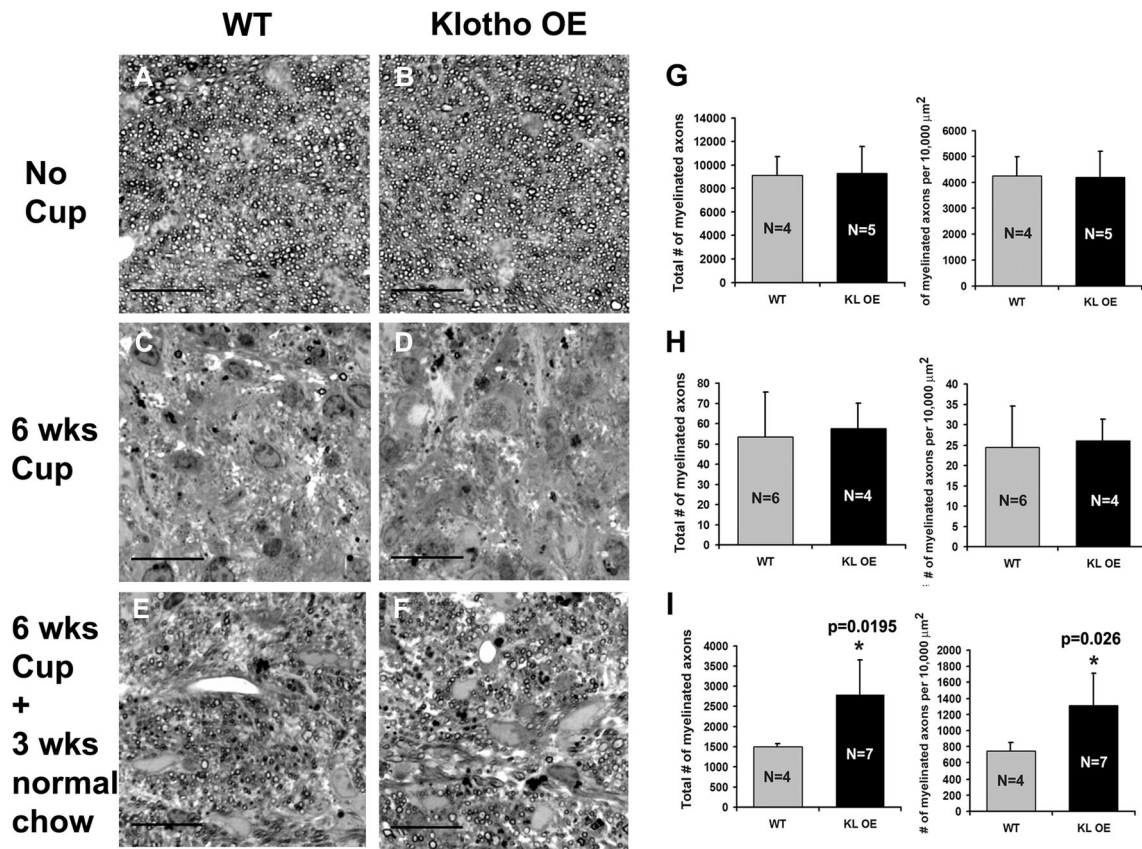 WT
Klotho OE
No
Cup
A
B
6 wks
Cup
C
D
6 wks
Cup
+
3 wks
normal
chow
E
F
G
Total # of myelinated axons
14000
12000
10000
8000
6000
4000
2000
0
N=4
N=5
WT
KL OE
of myelinated axons per 10,000 µm²
6000
5000
4000
3000
2000
1000
0
N=4
N=5
WT
KL OE
H
Total # of myelinated axons
80
70
60
50
40
30
20
10
0
N=6
N=4
WT
KL OE
# of myelinated axons per 10,000 µm²
40
35
30
25
20
15
10
5
0
N=6
N=4
WT
KL OE
I
Total # of myelinated axons
4000
3500
3000
2500
2000
1500
1000
500
0
p=0.0195
*
N=4
N=7
WT
KL OE
# of myelinated axons per 10,000 µm²
2000
1800
1600
1400
1200
1000
800
600
400
200
0
p=0.026
*
N=4
N=7
WT
KL OE